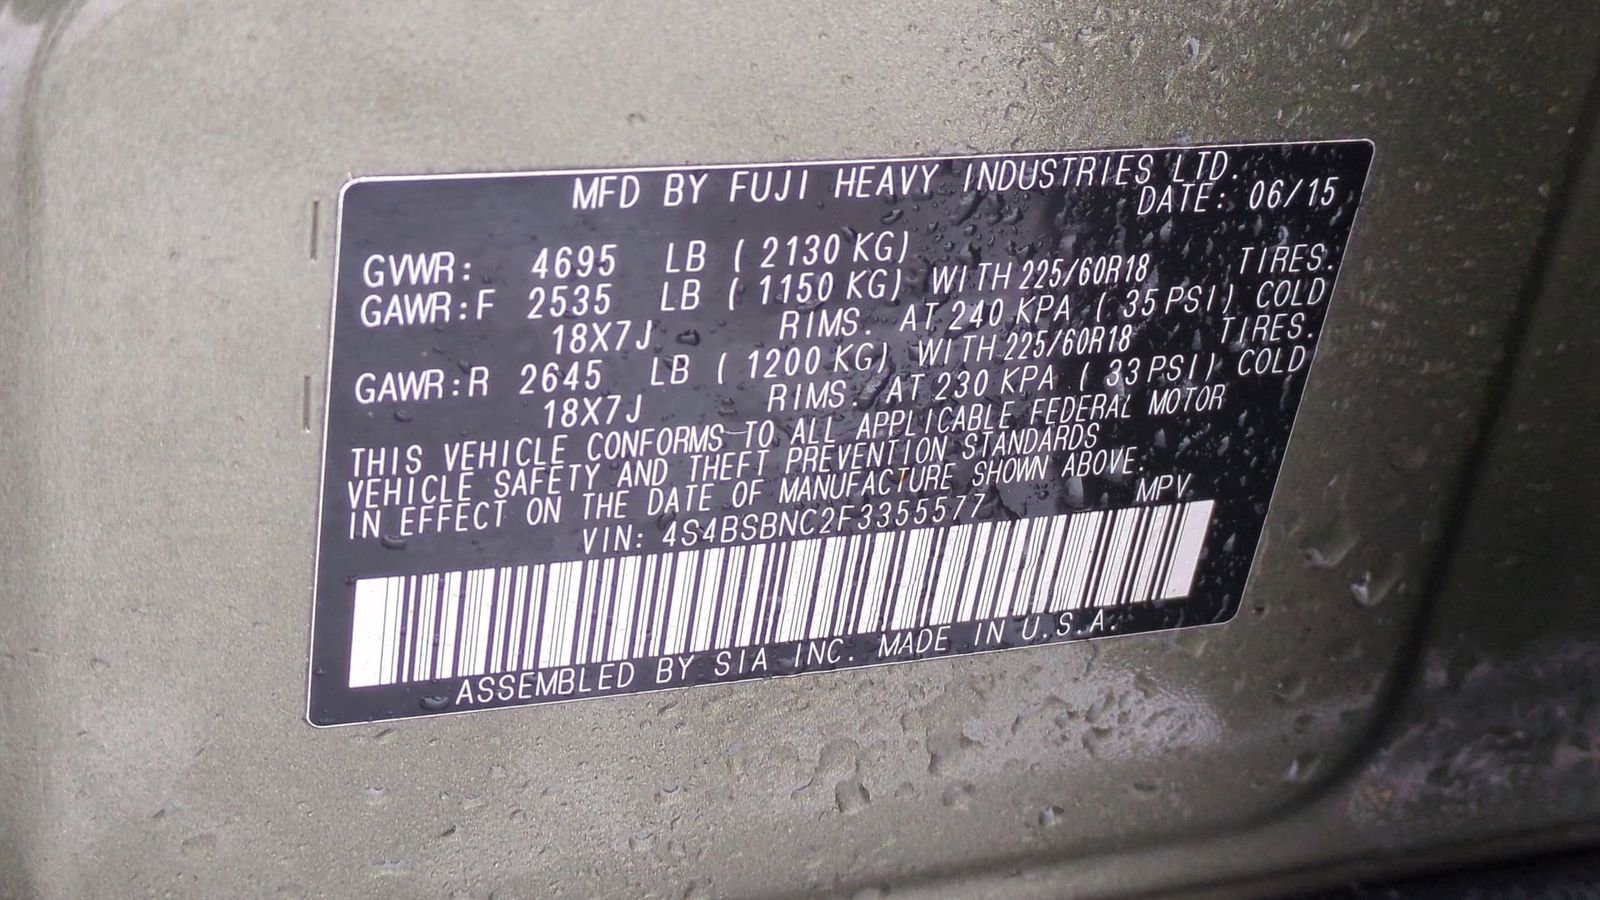 MFD BY FUJI HEAVY INDUSTRIES LTD.
DATE: 06/15
GVWR: 4695 LB ( 2130 KG)
GAWR:F 2535 LB ( 1150 KG) WITH 225/60R18 TIRES.
18X7J RIMS. AT 240 KPA ( 35 PSI) COLD
GAWR:R 2645 LB ( 1200 KG) WITH 225/60R18 TIRES.
18X7J RIMS. AT 230 KPA ( 33 PSI) COLD
THIS VEHICLE CONFORMS TO ALL APPLICABLE FEDERAL MOTOR
VEHICLE SAFETY AND THEFT PREVENTION STANDARDS
IN EFFECT ON THE DATE OF MANUFACTURE SHOWN ABOVE.
VIN: 4S4BSBNC2F3355577 MPV
ASSEMBLED BY SIA INC. MADE IN U.S.A.